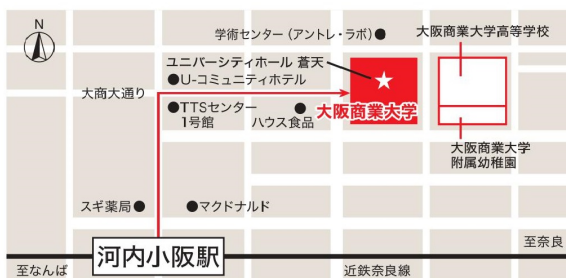 N
学術センター（アントレ・ラボ）●
大阪商業大学高等学校
ユニバーシティホール 蒼天
●U-コミュニティホテル
大商大通り
●TTSセンター
1号館
ハウス食品
大阪商業大学
大阪商業大学
附属幼稚園
スギ薬局●
●マクドナルド
至奈良
河内小阪駅
至なんば
近鉄奈良線